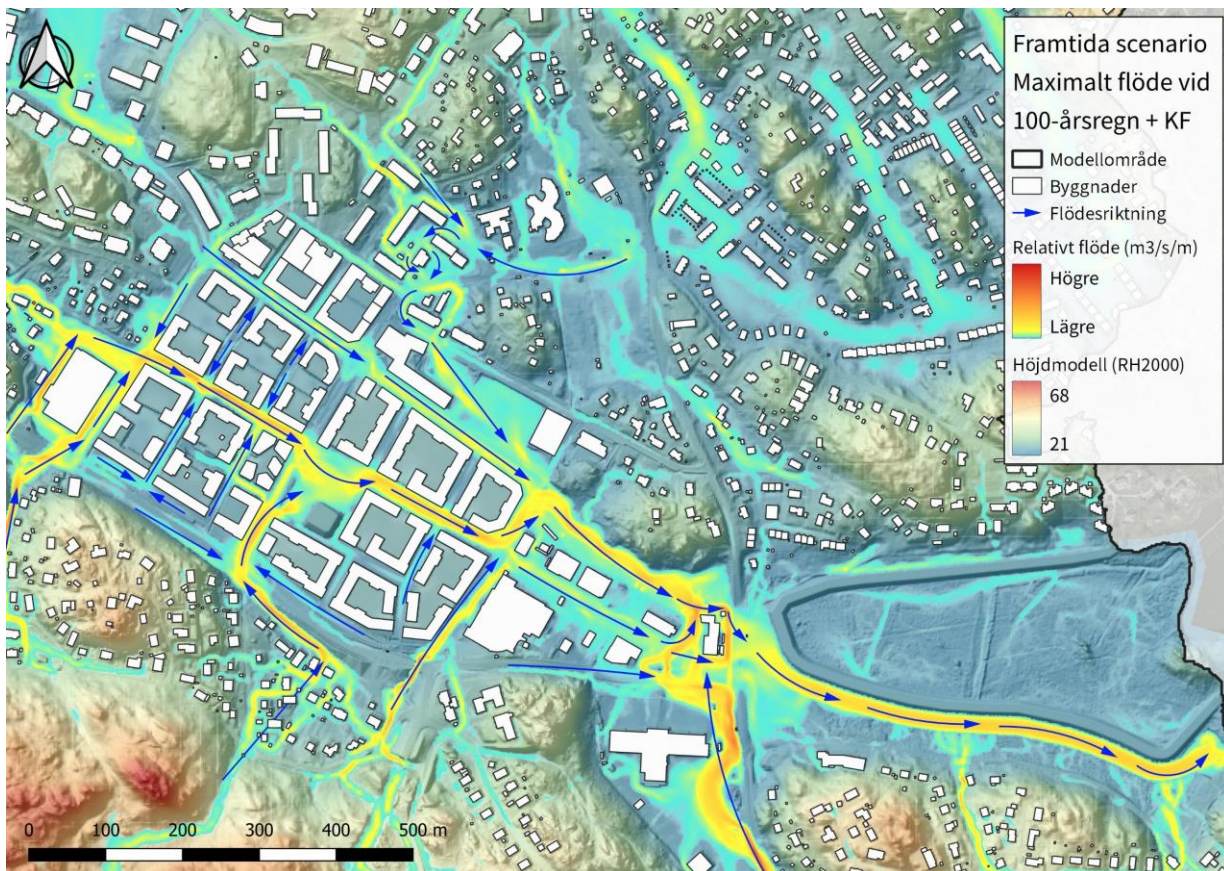 Framtida scenario
Maximalt flöde vid
100-årsregn + KF
Modellområde
Byggnader
Flödesriktning
Relativt flöde (m3/s/m)
Högre
Lägre
Höjdmodell (RH2000)
68
21
0 100 200 300 400 500 m